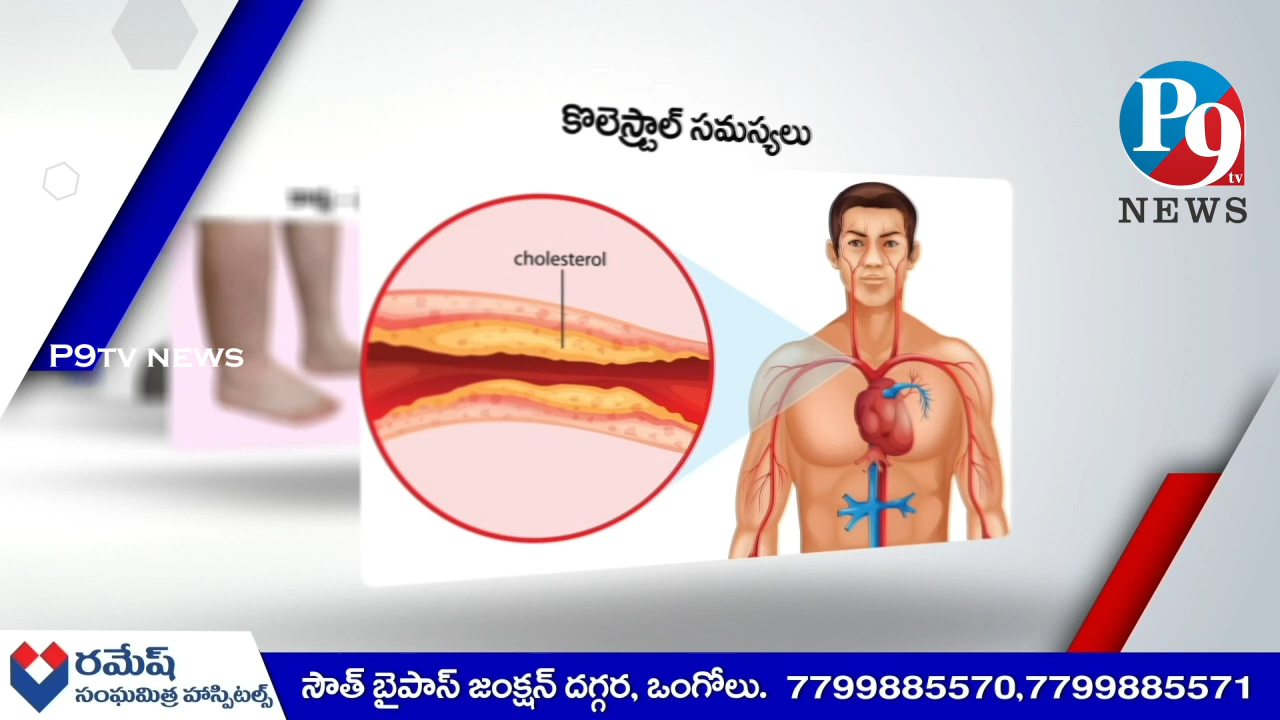 కొలెస్ట్రాల్ సమస్యలు
P9
tv
NEWS
cholesterol
P9TV NEWS
రమేష్
సంఘమిత్ర హాస్పిటల్స్
సౌత్ బైపాస్ జంక్షన్ దగ్గర, ఒంగోలు. 7799885570,7799885571